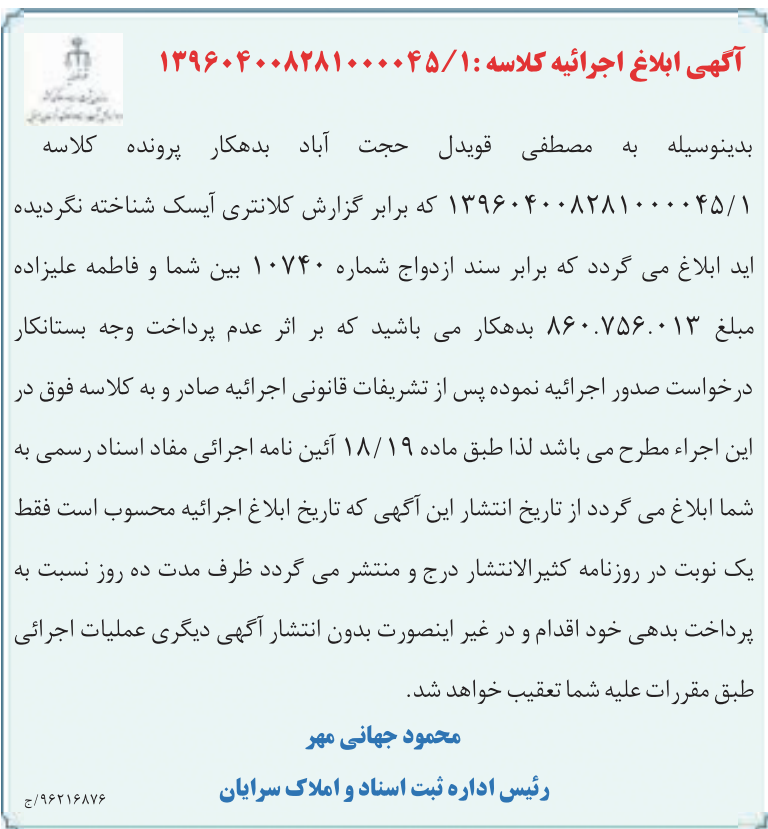 آگهی ابلاغ اجرائیه کلاسه :۱۳۹۶۰۴۰۰۸۲۸۱۰۰۰۰۴۵/۱
بدینوسیله به مصطفی قویدل حجت آباد بدهکار پرونده کلاسه
۱۳۹۶۰۴۰۰۸۲۸۱۰۰۰۰۴۵/۱ که برابر گزارش کلانتری آیسک شناخته نگردیده
اید ابلاغ می گردد که برابر سند ازدواج شماره ۱۰۷۴۰ بین شما و فاطمه علیزاده
مبلغ ۸۶۰.۷۵۶.۰۱۳ بدهکار می باشید که بر اثر عدم پرداخت وجه بستانکار
درخواست صدور اجرائیه نموده پس از تشریفات قانونی اجرائیه صادر و به کلاسه فوق در
این اجراء مطرح می باشد لذا طبق ماده ۱۸/۱۹ آئین نامه اجرائی مفاد اسناد رسمی به
شما ابلاغ می گردد از تاریخ انتشار این آگهی که تاریخ ابلاغ اجرائیه محسوب است فقط
یک نوبت در روزنامه کثیرالانتشار درج و منتشر می گردد ظرف مدت ده روز نسبت به
پرداخت بدهی خود اقدام و در غیر اینصورت بدون انتشار آگهی دیگری عملیات اجرائی
طبق مقررات علیه شما تعقیب خواهد شد.
محمود جهانی مهر
رئیس اداره ثبت اسناد و املاک سرایان
۹۶۲۱۶۸۷۶/ج